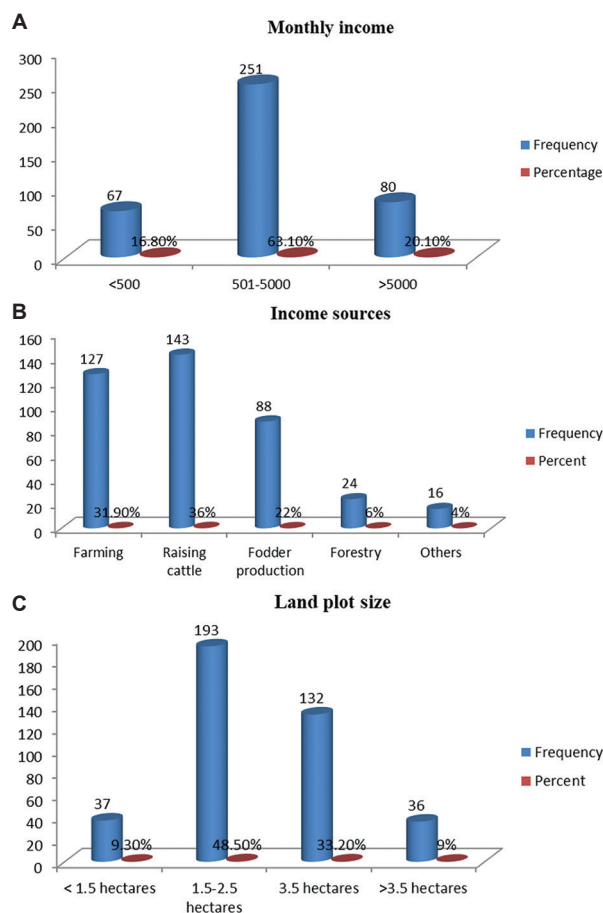 A
Monthly income
300
250
200
150
100
50
0
67
251
80
16.80%
63.10%
20.10%
<500
501-5000
>5000
Frequency
Percentage
B
Income sources
160
140
120
100
80
60
40
20
0
127
143
88
24
16
31.90%
36%
22%
6%
4%
Farming
Raising
cattle
Fodder
production
Forestry
Others
Frequency
Percent
C
Land plot size
200
180
160
140
120
100
80
60
40
20
0
37
193
132
36
9.30%
48.50%
33.20%
9%
< 1.5 hectares
1.5-2.5
hectares
3.5 hectares
>3.5 hectares
Frequency
Percent